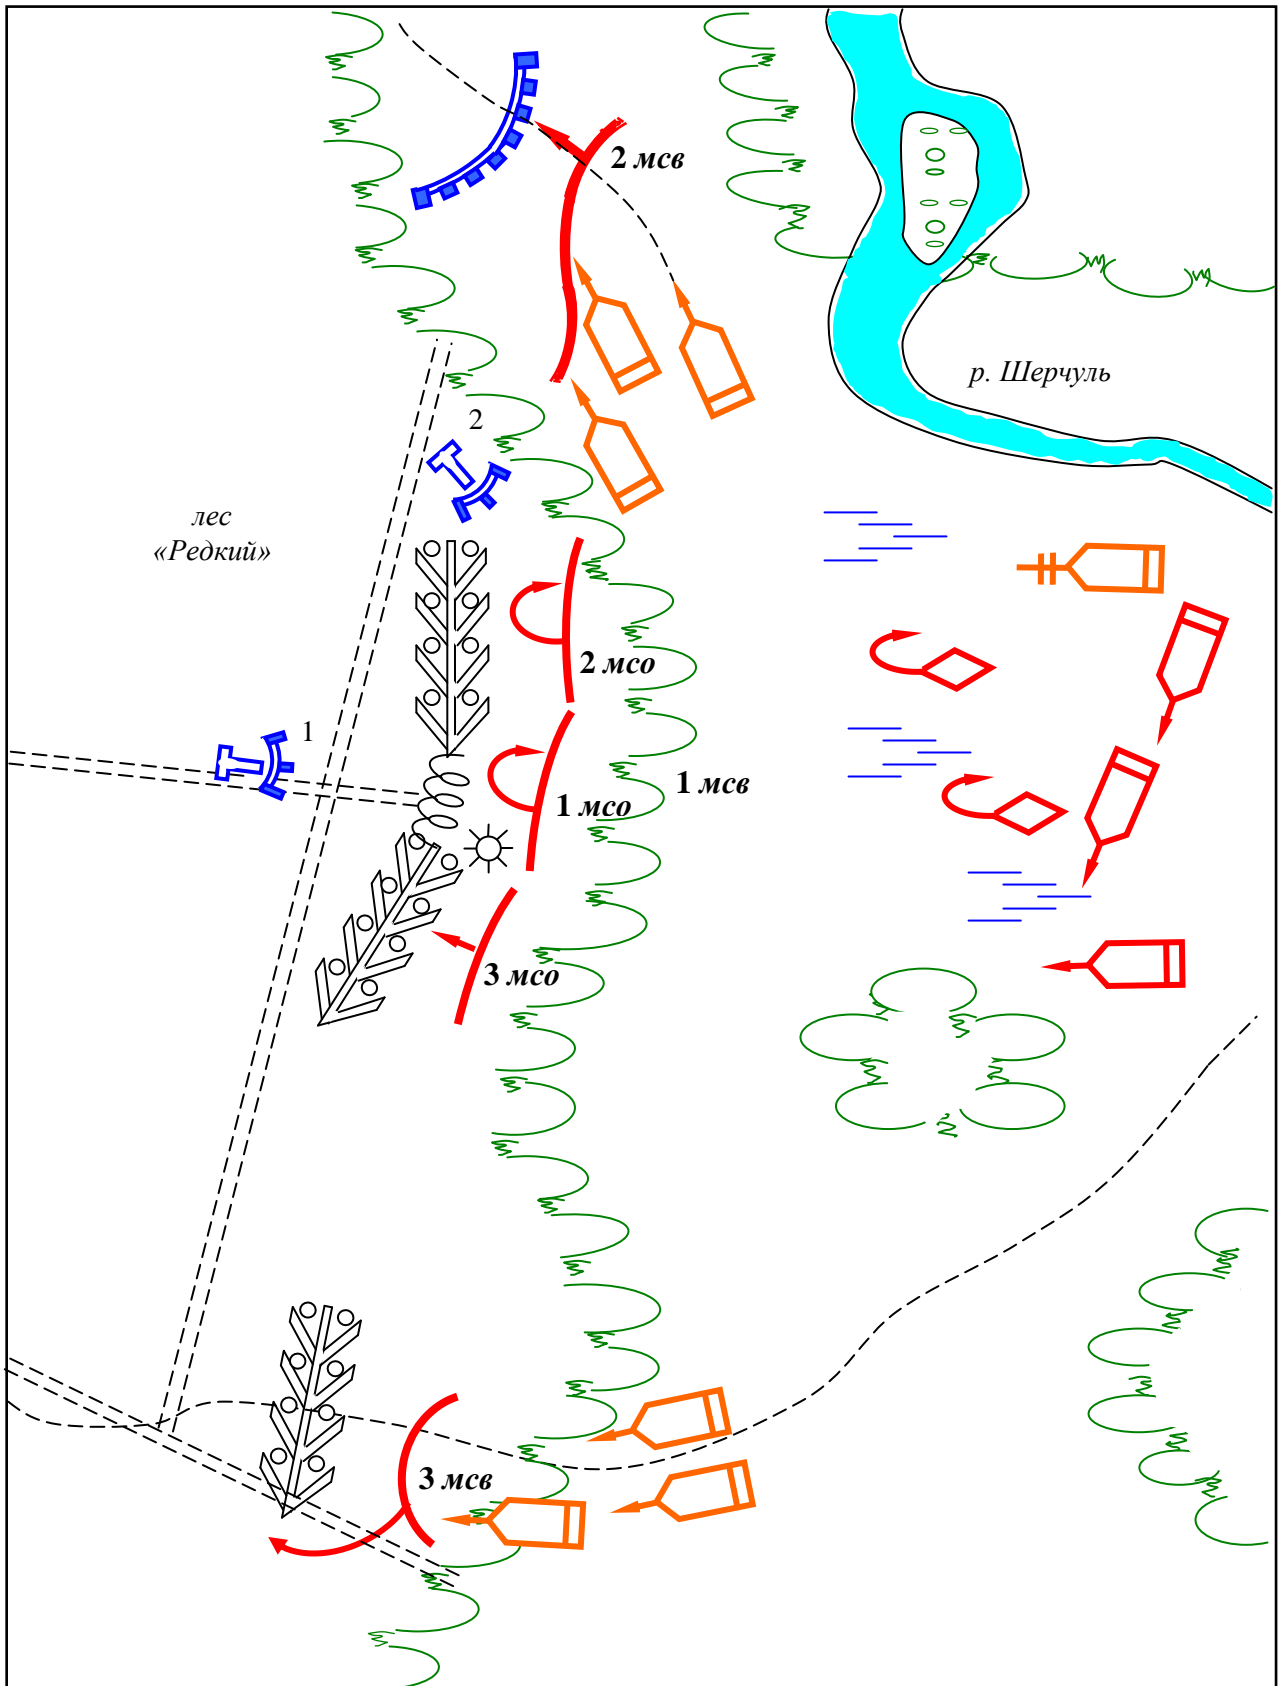 2 мсв
р. Шерчуль
2
лес
«Редкий»
2 мсо
1
1 мсв
1 мсо
3 мсо
3 мсв